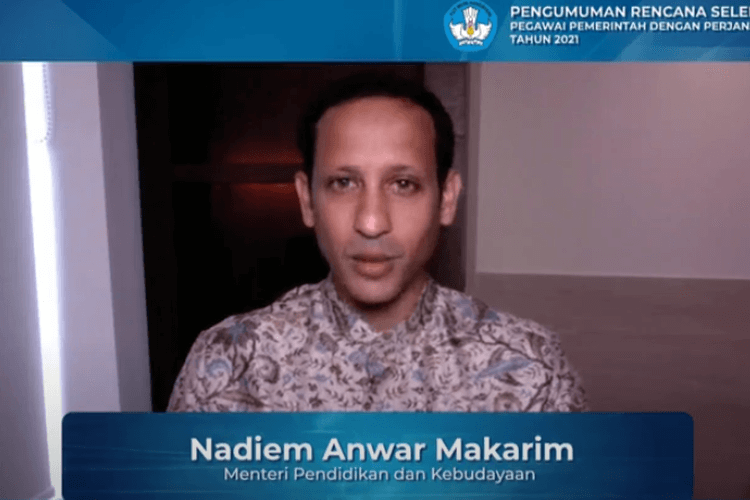 PENGUMUMAN RENCANA SELE
PEGAWAI PEMERINTAH DENGAN PERJAN
TAHUN 2021
Nadiem Anwar Makarim
Menteri Pendidikan dan Kebudayaan